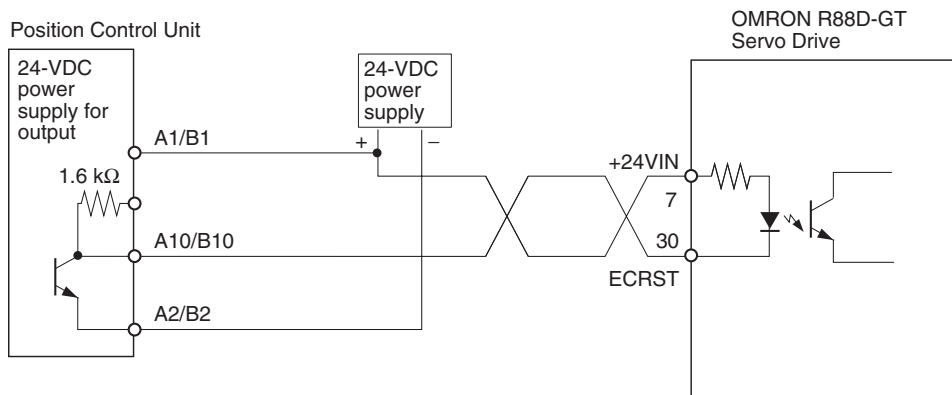 Position Control Unit
OMRON R88D-GT
Servo Drive
24-VDC
power
supply for
output
24-VDC
power
supply
A1/B1
+
−
+24VIN
1.6 kΩ
7
A10/B10
30
ECRST
A2/B2